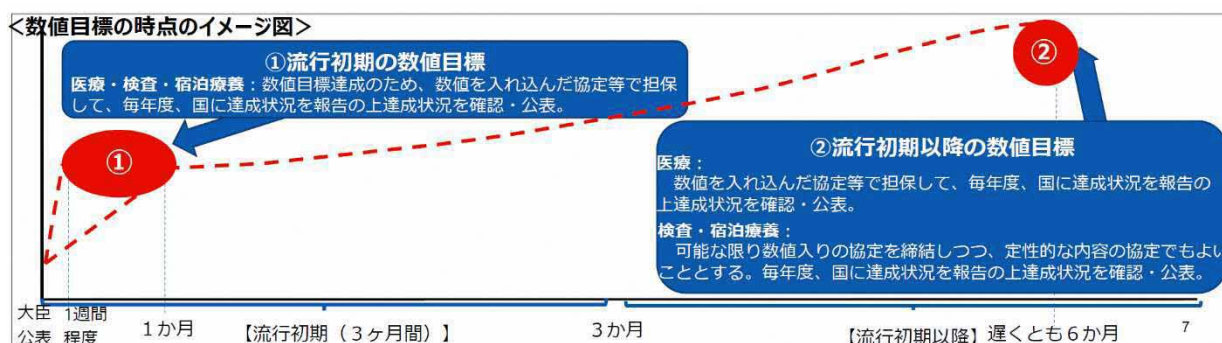 ＜数値目標の時点のイメージ図＞
①流行初期の数値目標
医療・検査・宿泊療養：数値目標達成のため、数値を入れ込んだ協定等で担保
して、毎年度、国に達成状況を報告の上達成状況を確認・公表。
①
②
②流行初期以降の数値目標
医療：
数値を入れ込んだ協定等で担保して、毎年度、国に達成状況を報告の
上達成状況を確認・公表。
検査・宿泊療養：
可能な限り数値入りの協定を締結しつつ、定性的な内容の協定でもよい
こととする。毎年度、国に達成状況を報告の上達成状況を確認・公表。
大臣
公表
1週間
程度
１か月
【流行初期（３ヶ月間）】
３か月
【流行初期以降】
遅くとも６か月
7